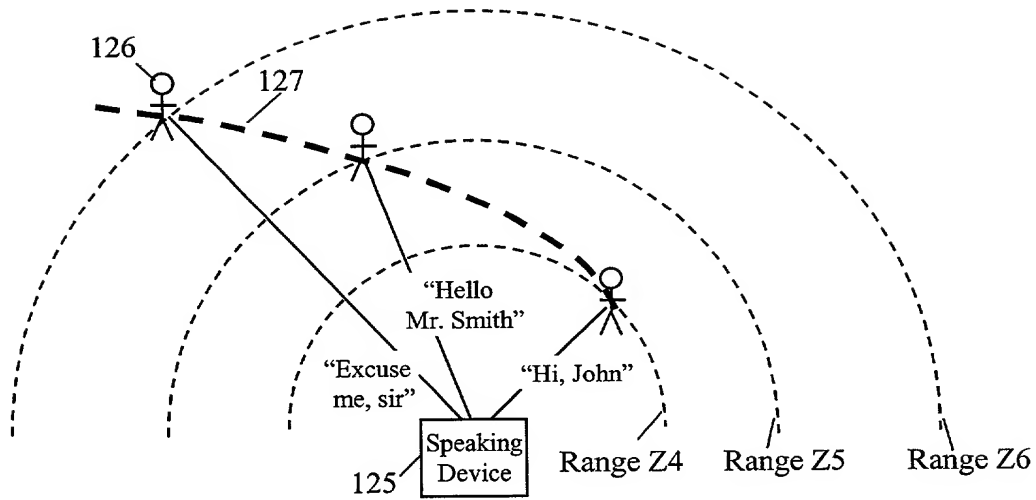 126
127
“Hello
Mr. Smith”
“Excuse
me, sir”
“Hi, John”
Speaking
Device
125
Range Z4
Range Z5
Range Z6